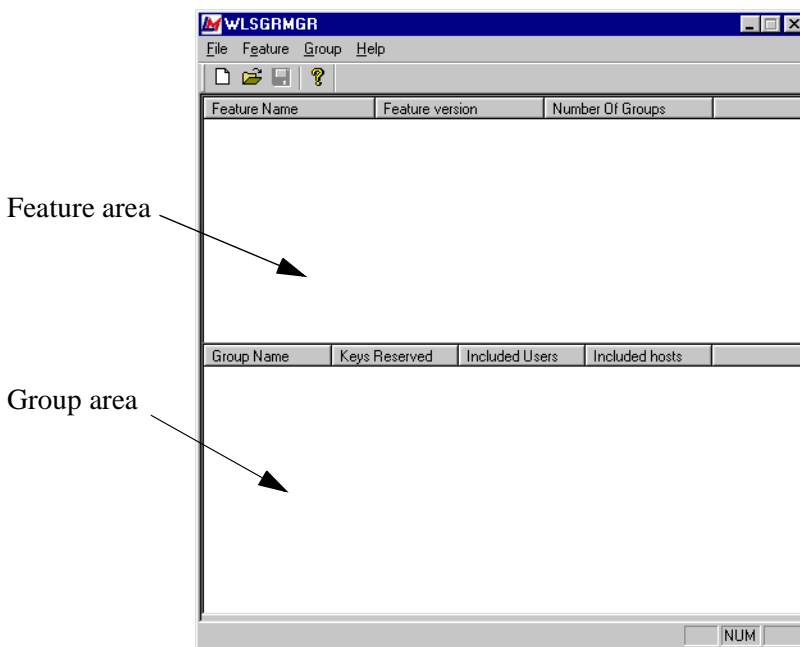 WLSGRMGR
File Feature Group Help
Feature Name Feature version Number Of Groups
Feature area
Group Name Keys Reserved Included Users Included hosts
Group area
NUM